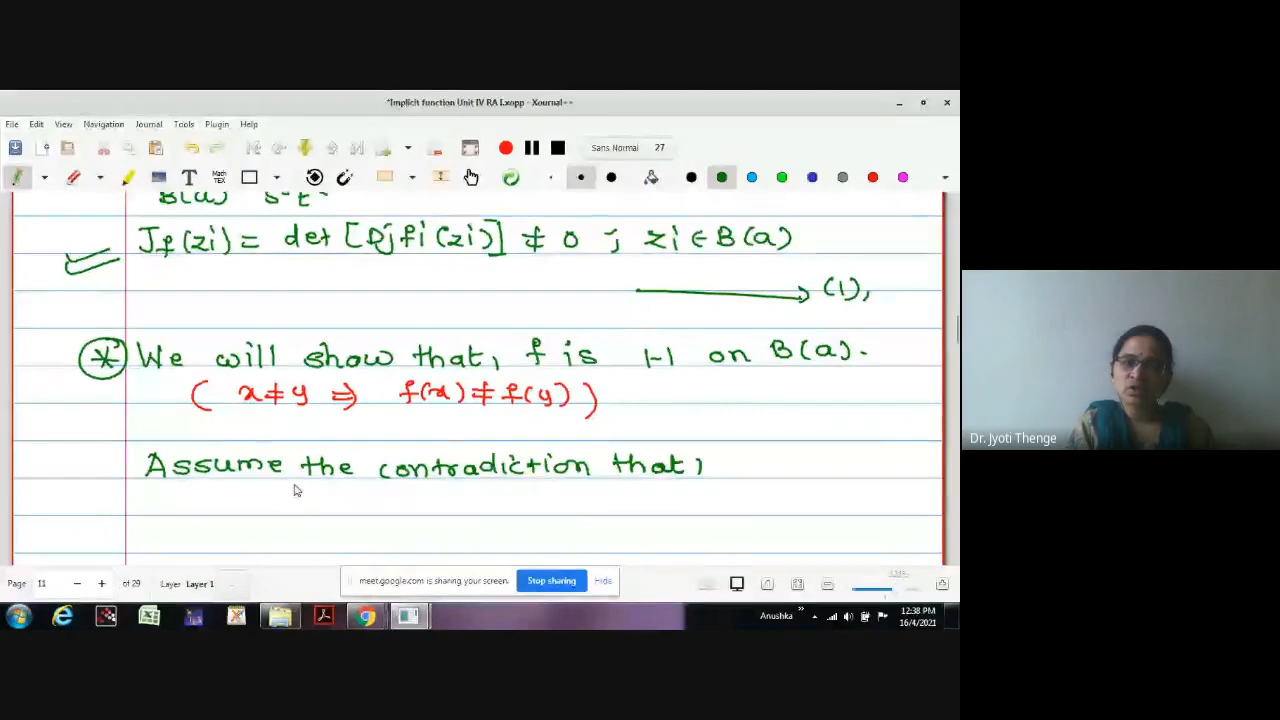 *Implicit function Unit IV RA I.xopp - Xournal++
File Edit View Navigation Journal Tools Plugin Help
Sans Normal 27
T Math TEX
B(a) s.t.
Jf(zi) = det [Djfi(zi)] ≠ 0 ; zi ∈ B(a)
(1),
* We will show that, f is 1-1 on B(a).
( x≠y ⇒ f(x) ≠ f(y) )
Assume the contradiction that,
Dr. Jyoti Thenge
Page 11 of 29 Layer Layer 1
meet.google.com is sharing your screen. Stop sharing Hide
Anushka 12:38 PM
16/4/2021